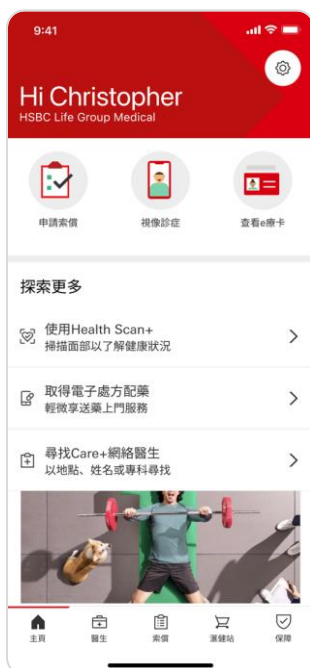 9:41
Hi Christopher
HSBC Life Group Medical
申請索償
視像診症
查看e療卡
探索更多
使用Health Scan+
掃描面部以了解健康狀況
取得電子處方配藥
輕微享送藥上門服務
尋找Care+網絡醫生
以地點、姓名或專科尋找
主頁
醫生
索償
滙健站
保障